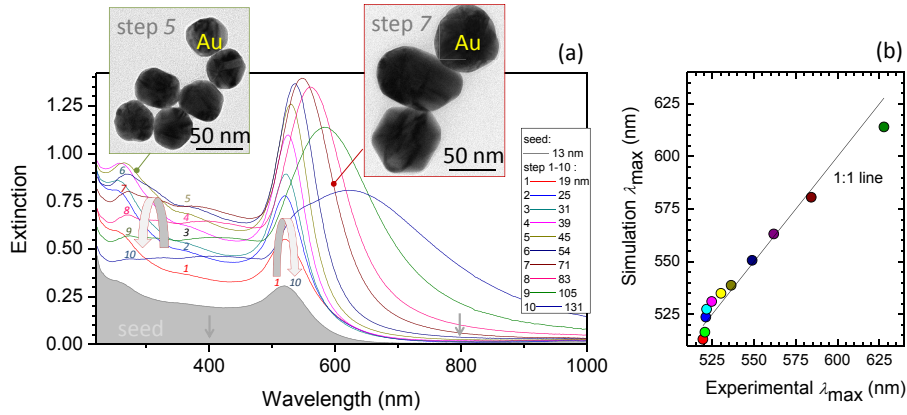 step 5
Au
50 nm
step 7
Au
50 nm
(a)
(b)
Extinction
1.25
1.00
0.75
0.50
0.25
0.00
6
5
7
4
8
3
9
2
10
1
1 10
seed
seed:
13 nm
step 1-10 :
1 19 nm
2 25
3 31
4 39
5 45
6 54
7 71
8 83
9 105
10 131
400 600 800 1000
Wavelength (nm)
Simulation λmax (nm)
625
600
575
550
525
1:1 line
525 550 575 600 625
Experimental λmax (nm)